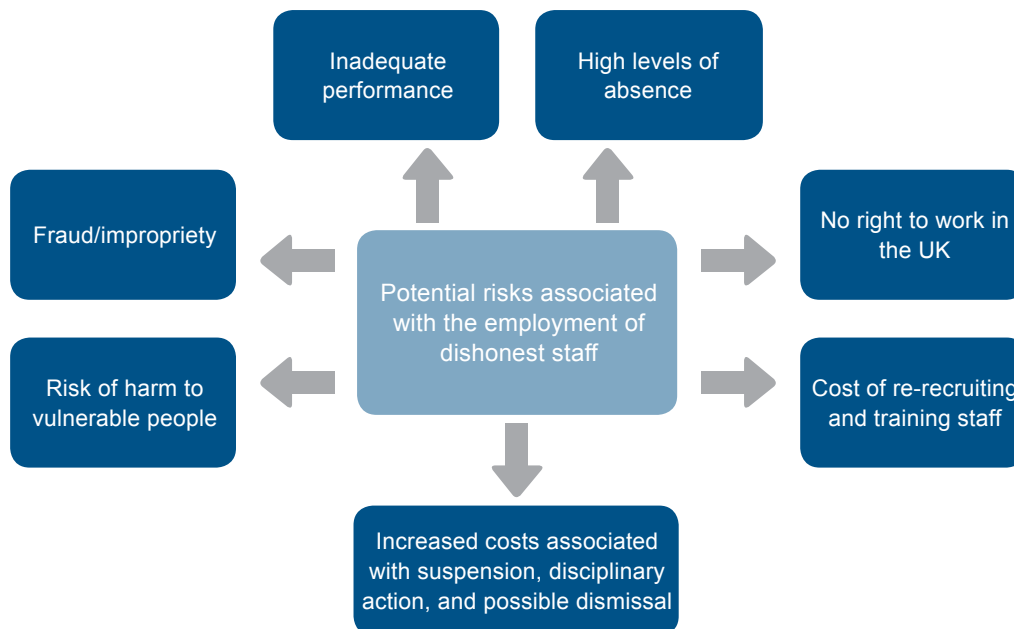 Inadequate
performance
High levels of
absence
Fraud/impropriety
No right to work in
the UK
Potential risks associated
with the employment of
dishonest staff
Risk of harm to
vulnerable people
Cost of re-recruiting
and training staff
Increased costs associated
with suspension, disciplinary
action, and possible dismissal